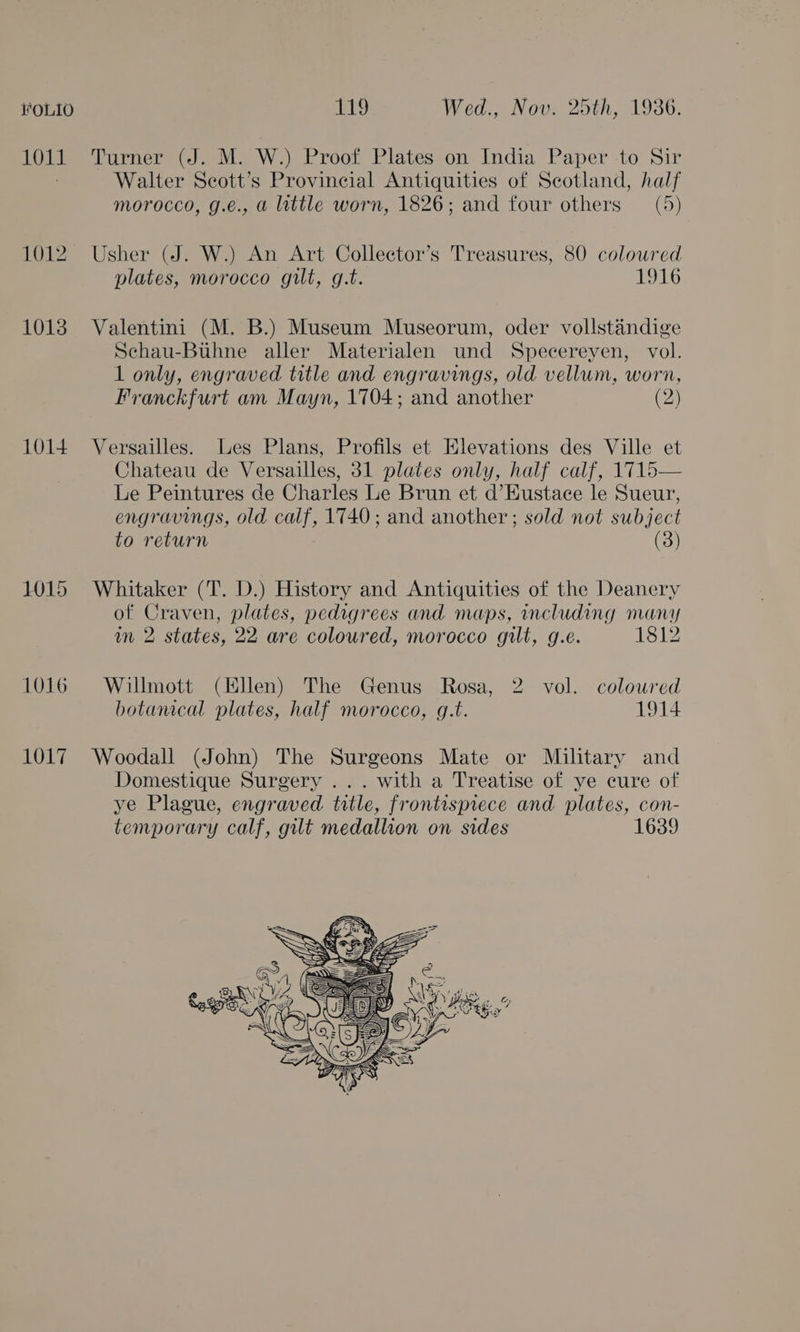 FOLIO 119 Wed., Nov. 25th, 1936.
1011 Turner (J. M. W.) Proof Plates on India Paper to Sir
Walter Scott's Provincial Antiquities of Scotland, half
morocco, g.e., a little worn, 1826; and four others (5)
1012 Usher (J. W.) An Art Collector's Treasures, 80 coloured
plates, morocco gilt, g.t. 1916
1013 Valentini (M. B.) Museum Museorum, oder vollständige
Schau-Bühne aller Materialen und Specereyen, vol.
1 only, engraved title and engravings, old vellum, worn,
Franckfurt am Mayn, 1704; and another (2)
1014 Versailles. Les Plans, Profils et Elevations des Ville et
Chateau de Versailles, 31 plates only, half calf, 1715—
Le Peintures de Charles Le Brun et d'Eustace le Sueur,
engravings, old calf, 1740; and another; sold not subject
to return (3)
1015 Whitaker (T. D.) History and Antiquities of the Deanery
of Craven, plates, pedigrees and maps, including many
in 2 states, 22 are coloured, morocco gilt, g.e. 1812
1016 Willmott (Ellen) The Genus Rosa, 2 vol. coloured
botanical plates, half morocco, g.t. 1914
1017 Woodall (John) The Surgeons Mate or Military and
Domestique Surgery . . . with a Treatise of ye cure of
ye Plague, engraved title, frontispiece and plates, con-
temporary calf, gilt medallion on sides 1639